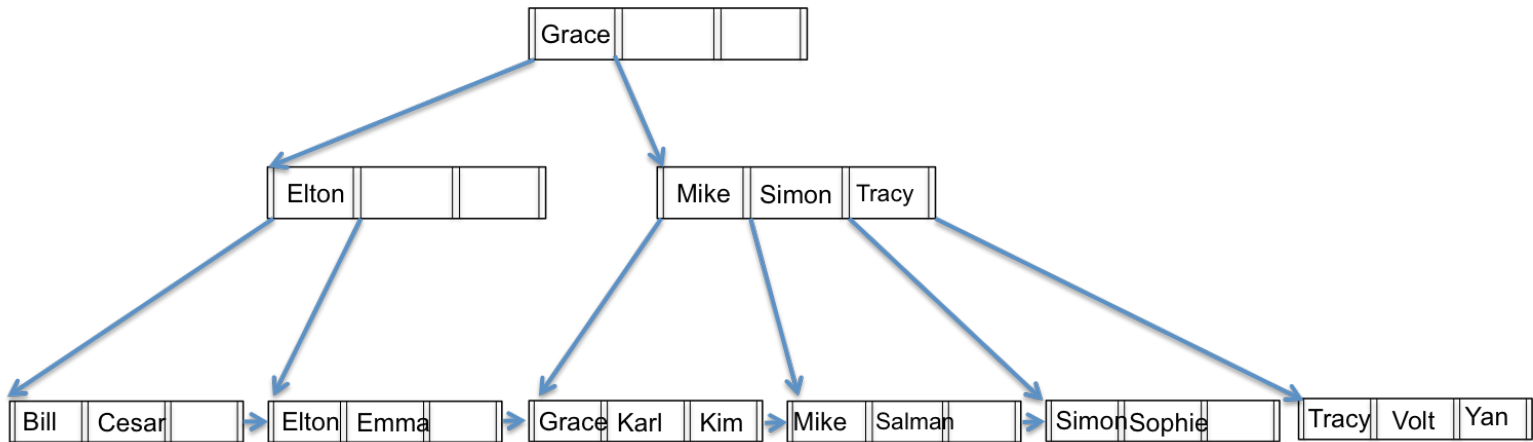 Grace
Elton
Mike Simon Tracy
Bill Cesar Elton Emma Grace Karl Kim Mike Salman Simon Sophie Tracy Volt Yan